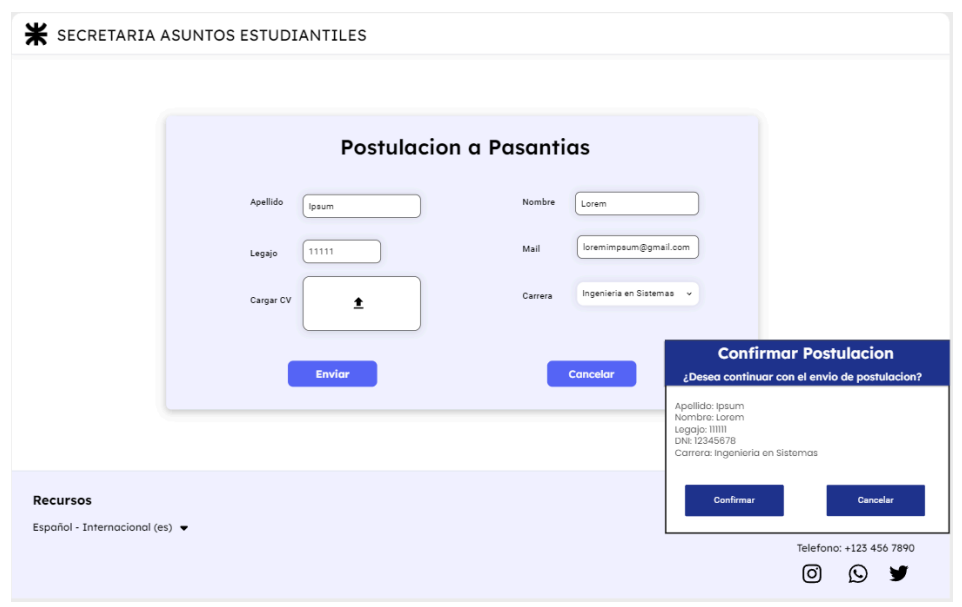 SECRETARIA ASUNTOS ESTUDIANTILES
Postulacion a Pasantias
Apellido Ipsum
Nombre Lorem
Legajo 11111
Mail loremimpsum@gmail.com
Cargar CV
Carrera Ingenieria en Sistemas
Enviar
Cancelar
Confirmar Postulacion
¿Desea continuar con el envio de postulacion?
Apellido: Ipsum
Nombre: Lorem
Legajo: 111111
DNI: 12345678
Carrera: Ingenieria en Sistemas
Confirmar
Cancelar
Recursos
Español - Internacional (es)
Telefono: +123 456 7890